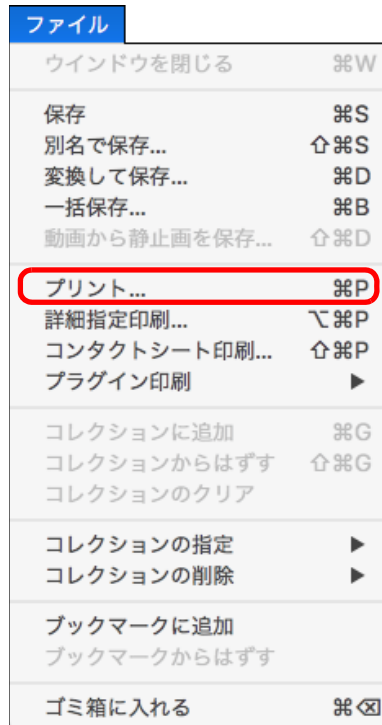 ファイル
ウインドウを閉じる ⌘W
保存 ⌘S
別名で保存... ⇧⌘S
変換して保存... ⌘D
一括保存... ⌘B
動画から静止画を保存... ⇧⌘D
プリント... ⌘P
詳細指定印刷... ⌥⌘P
コンタクトシート印刷... ⇧⌘P
プラグイン印刷 ▶
コレクションに追加 ⌘G
コレクションからはずす ⇧⌘G
コレクションのクリア
コレクションの指定 ▶
コレクションの削除 ▶
ブックマークに追加
ブックマークからはずす
ゴミ箱に入れる ⌘⌫